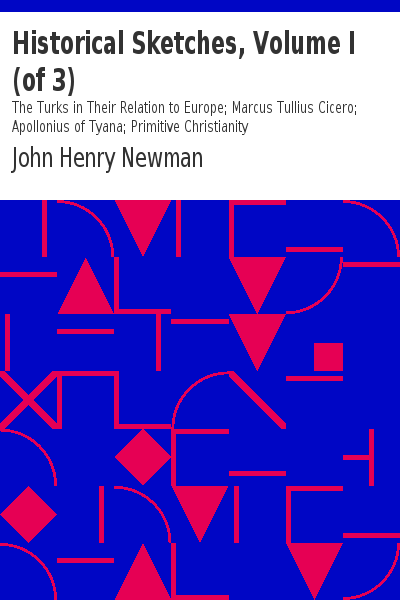 Historical Sketches, Volume I
(of 3)
The Turks in Their Relation to Europe; Marcus Tullius Cicero;
Apollonius of Tyana; Primitive Christianity
John Henry Newman